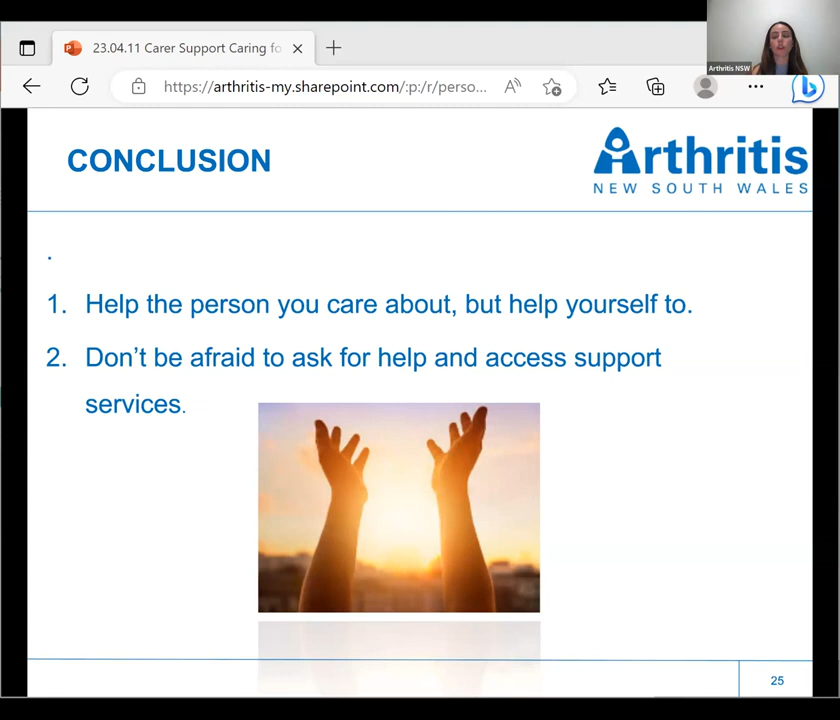 23.04.11 Carer Support Caring fo
Arthritis NSW
https://arthritis-my.sharepoint.com/:p:/r/perso...
CONCLUSION
Arthritis
NEW SOUTH WALES
.
1. Help the person you care about, but help yourself to.
2. Don't be afraid to ask for help and access support
services.
25